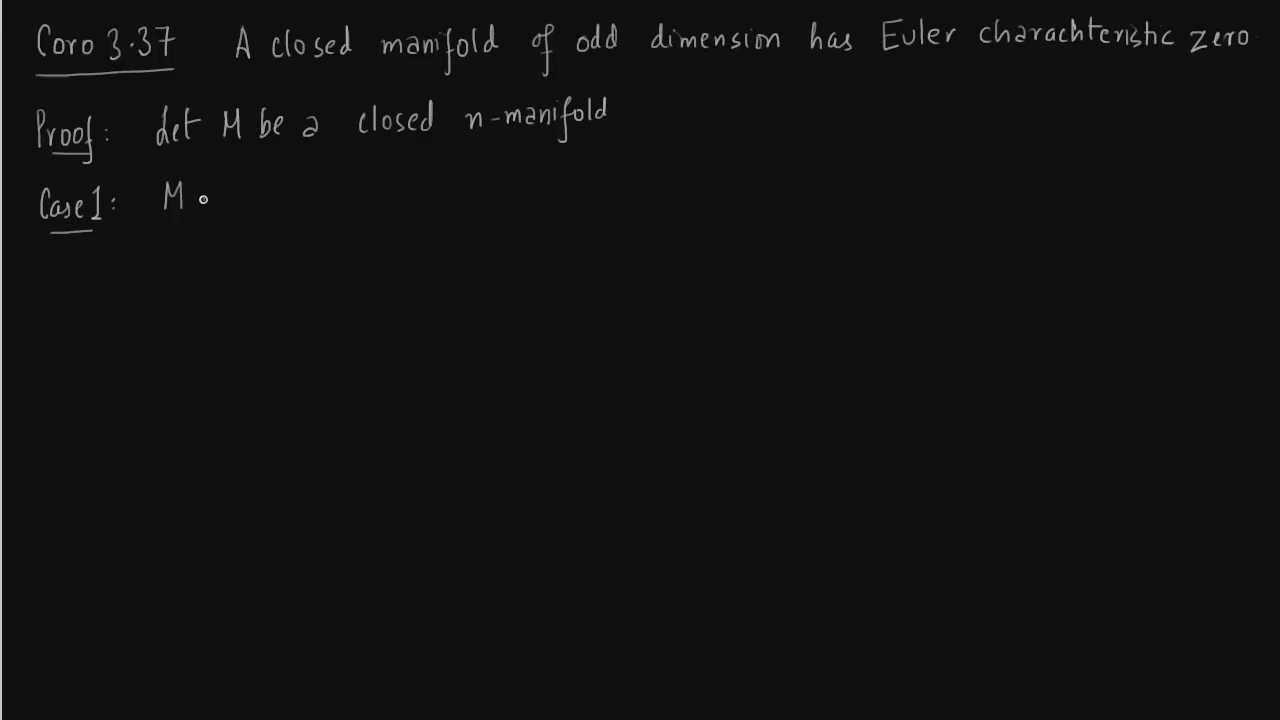 Coro 3.37 A closed manifold of odd dimension has Euler charachteristic zero
Proof: Let M be a closed n-manifold
Case 1: M